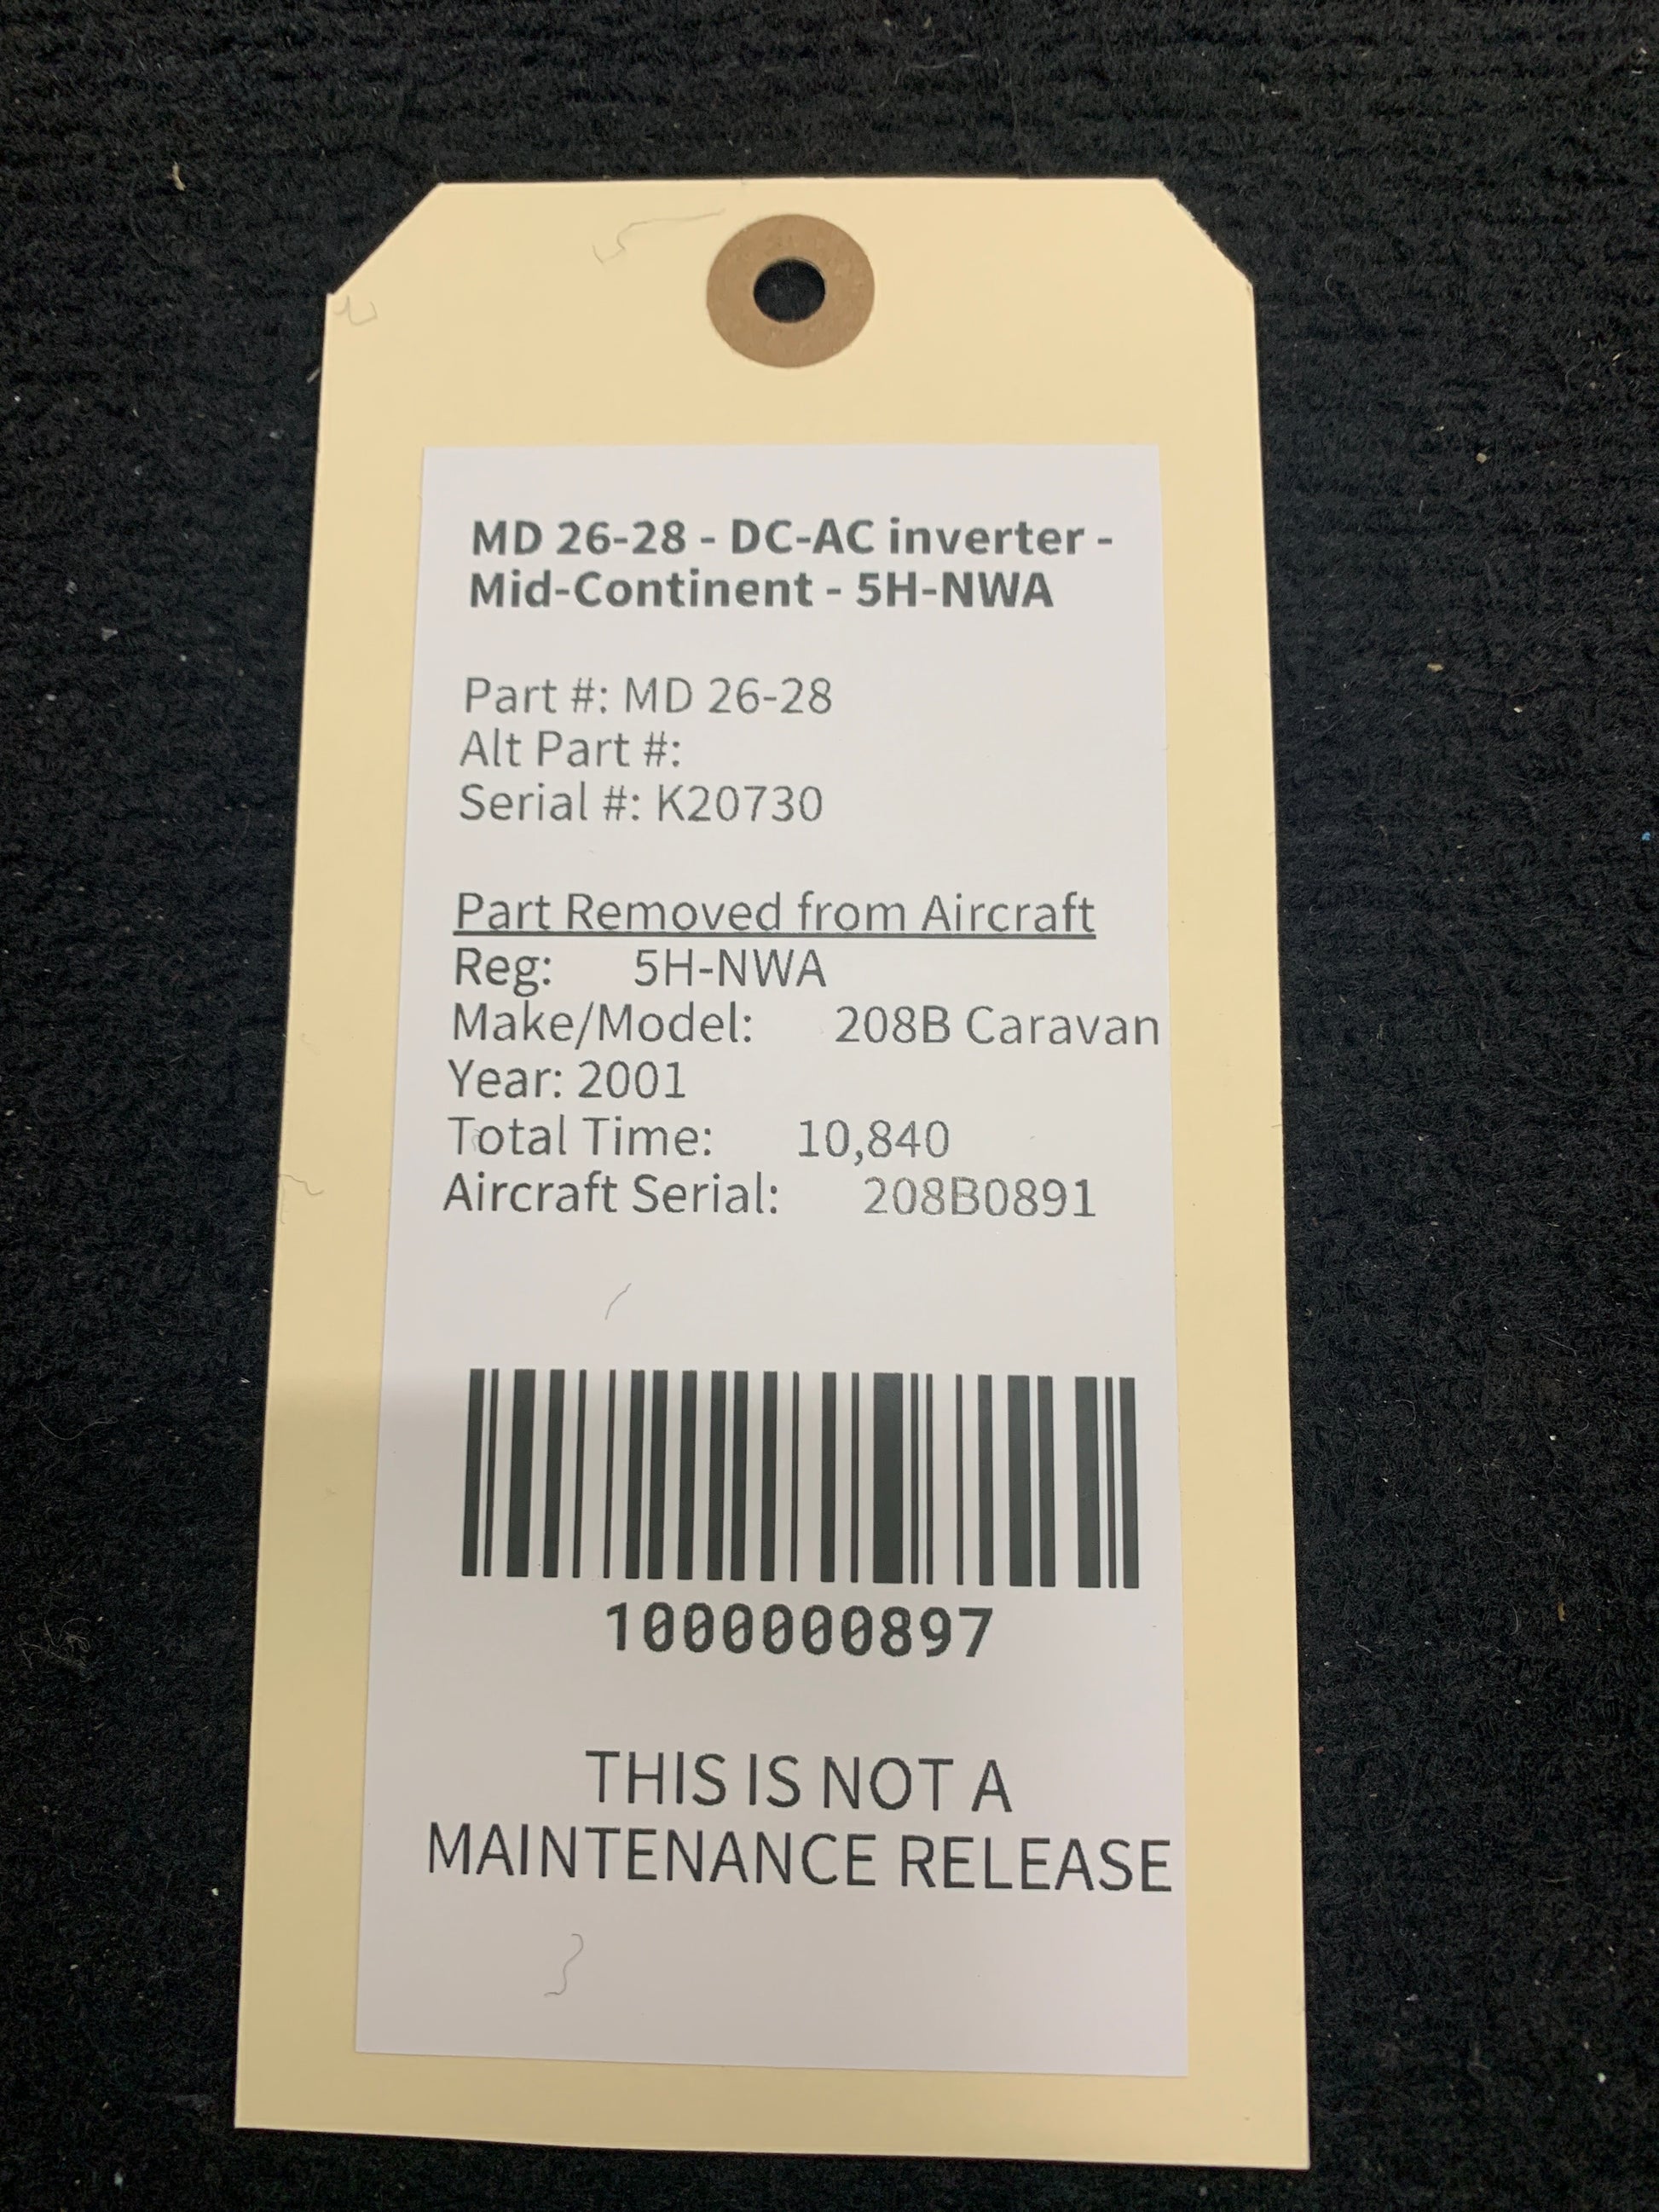 MD 26-28 - DC-AC inverter -
Mid-Continent - 5H-NWA
Part #: MD 26-28
Alt Part #:
Serial #: K20730
Part Removed from Aircraft
Reg: 5H-NWA
Make/Model: 208B Caravan
Year: 2001
Total Time: 10,840
Aircraft Serial: 208B0891
1000000897
THIS IS NOT A
MAINTENANCE RELEASE